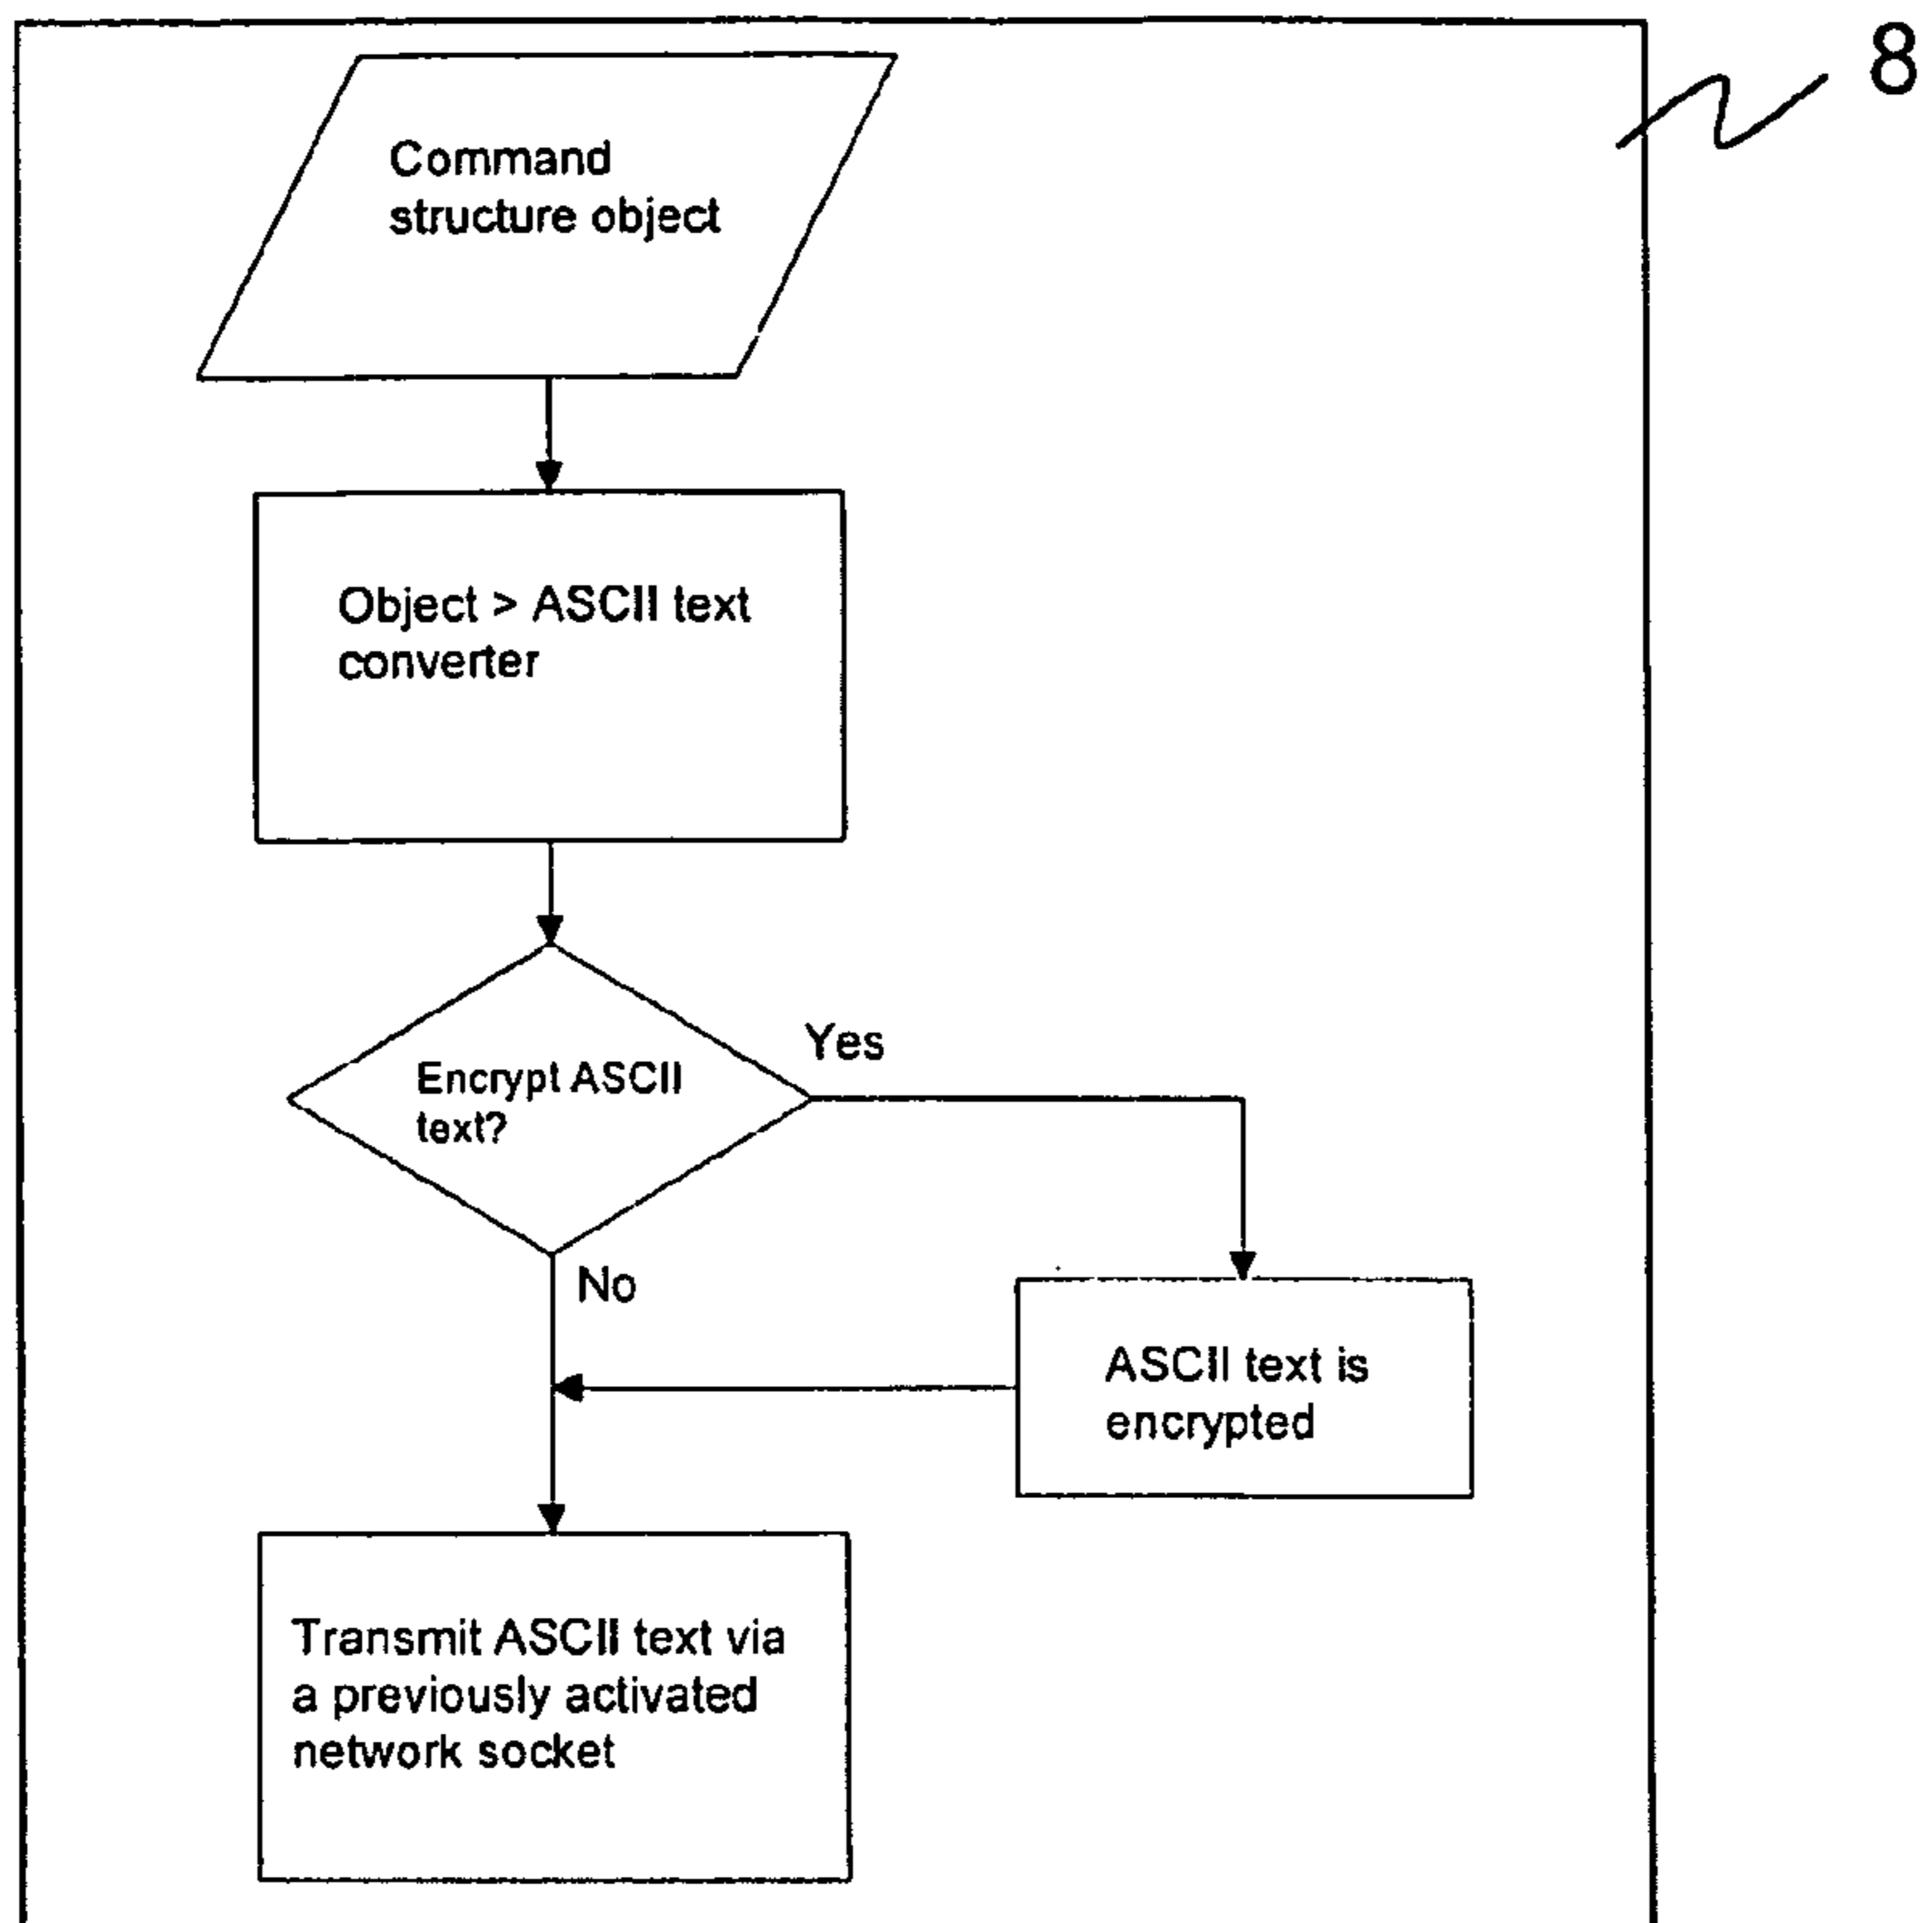 8
Command
structure object
Object > ASCII text
converter
Encrypt ASCII
text?
Yes
No
ASCII text is
encrypted
Transmit ASCII text via
a previously activated
network socket